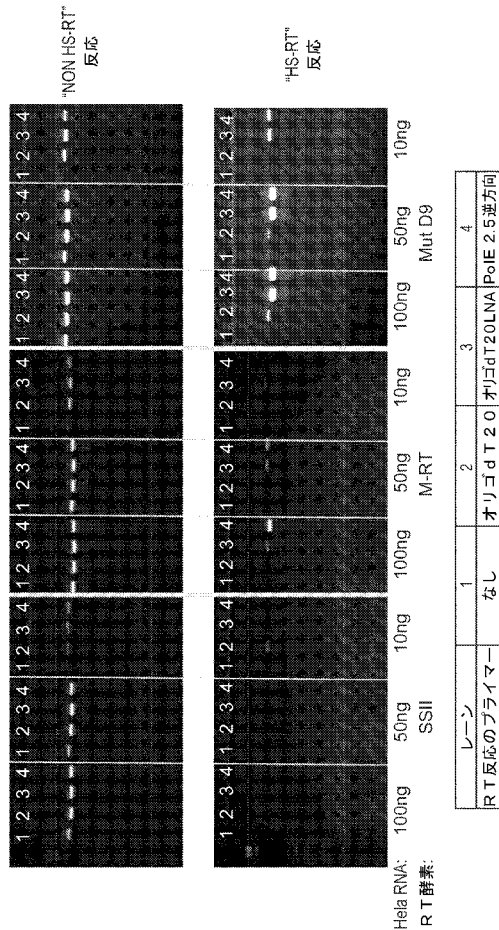 1 2 3 4 1 2 3 4 1 2 3 4 1 2 3 4 1 2 3 4 1 2 3 4 1 2 3 4 1 2 3 4 1 2 3 4
"NON HS-RT"
反応
1 2 3 4 1 2 3 4 1 2 3 4 1 2 3 4 1 2 3 4 1 2 3 4 1 2 3 4 1 2 3 4 1 2 3 4
"HS-RT"
反応
Hela RNA: 100ng 50ng 10ng 100ng 50ng 10ng 100ng 50ng 10ng
RT酵素: SSII M-RT Mut D9
レーン 1 2 3 4
RT反応のプライマー なし オリゴdT20 オリゴdT20LNA PolE 2.5逆方向